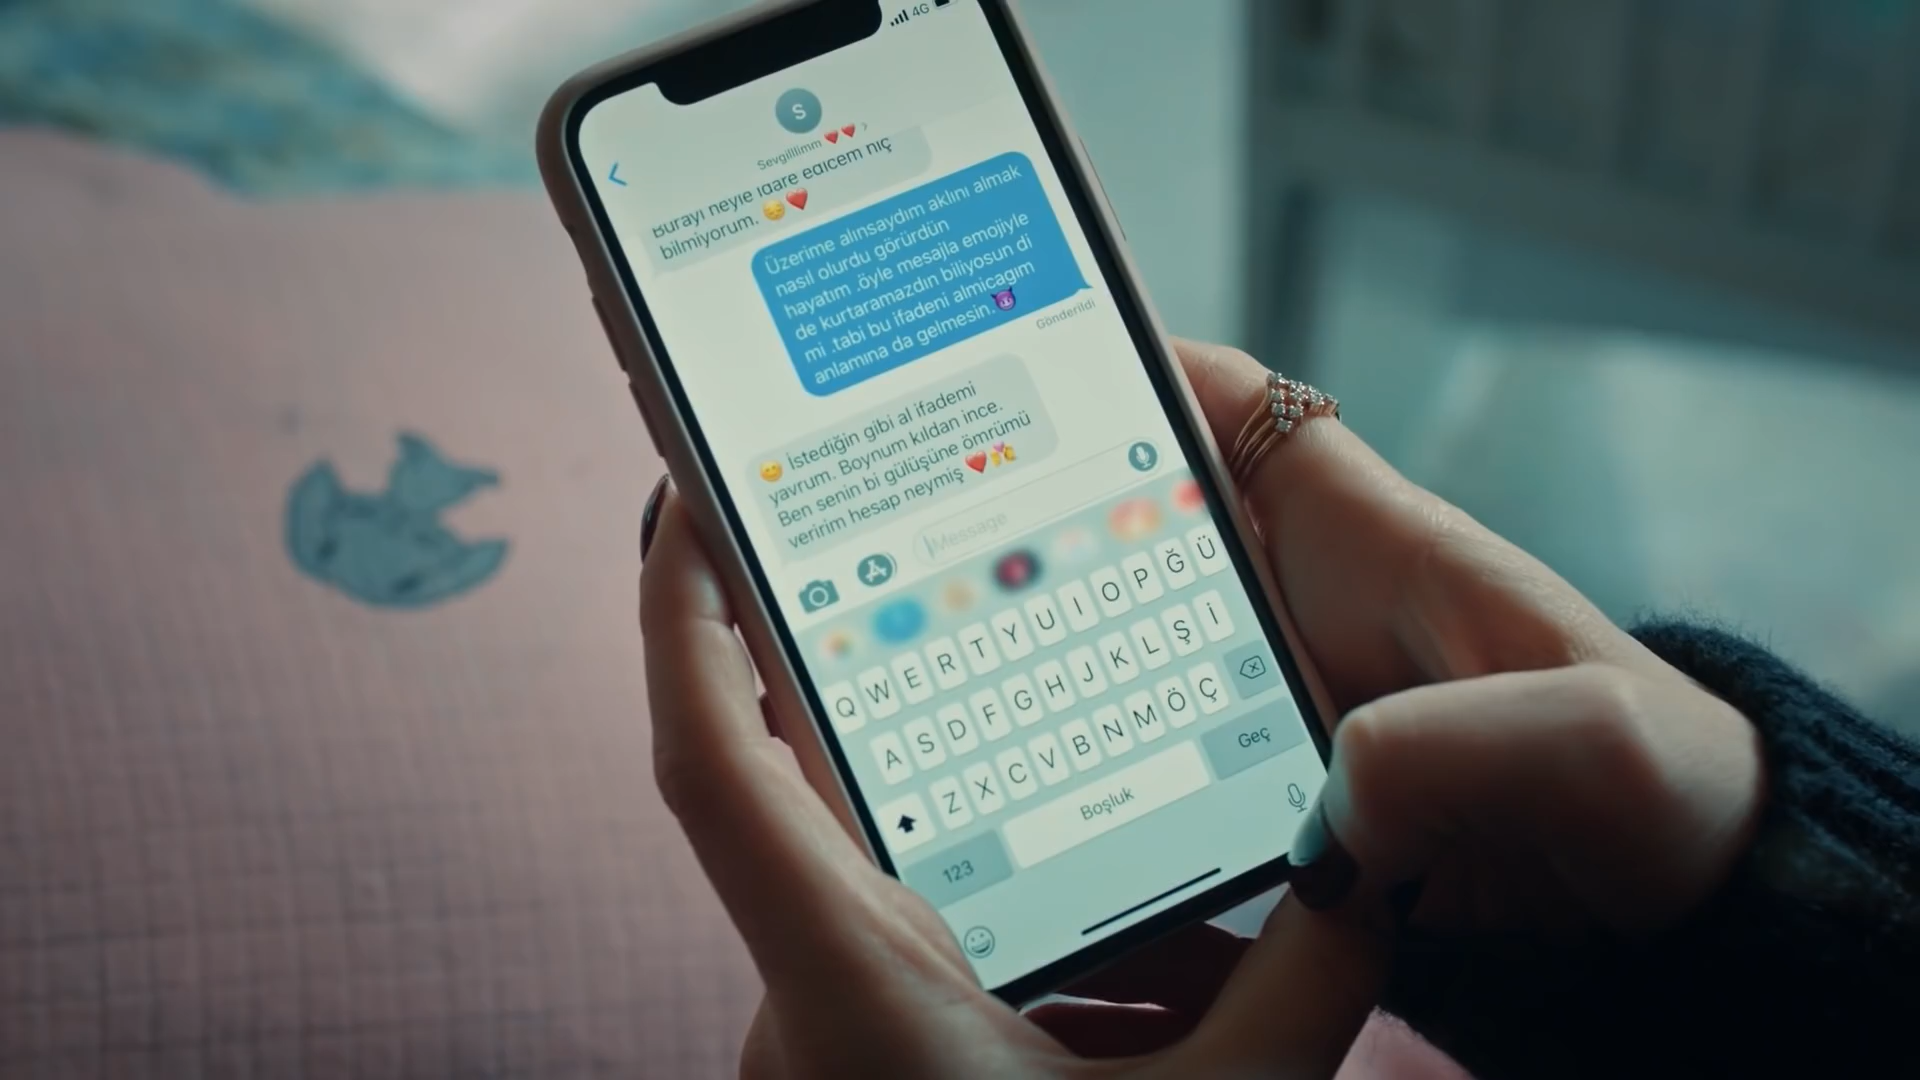 4G
S
Sevgilllimm ❤️❤️ ›
Burayı neyle idare edicem hiç
bilmiyorum. 😔❤️
Üzerime alınsaydım aklını almak
nasıl olurdu görürdün
hayatım .öyle mesajla emojiyle
de kurtaramazdın biliyosun di
mi .tabi bu ifadeni almicagım
anlamına da gelmesin.😈
Gönderildi
😊 İstediğin gibi al ifademi
yavrum. Boynum kıldan ince.
Ben senin bi gülüşüne ömrümü
veririm hesap neymiş ❤️💏
Message
Q W E R T Y U I O P Ğ Ü
A S D F G H J K L Ş İ
Z X C V B N M Ö Ç
123 Boşluk Geç